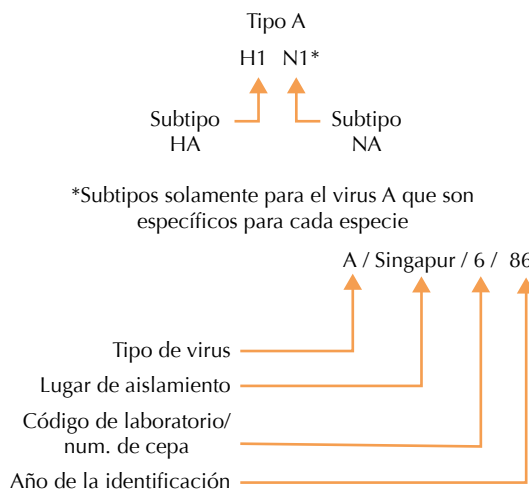 Tipo A
H1 N1*
Subtipo
HA
Subtipo
NA
*Subtipos solamente para el virus A que son
específicos para cada especie
A / Singapur / 6 / 86
Tipo de virus
Lugar de aislamiento
Código de laboratorio/
num. de cepa
Año de la identificación